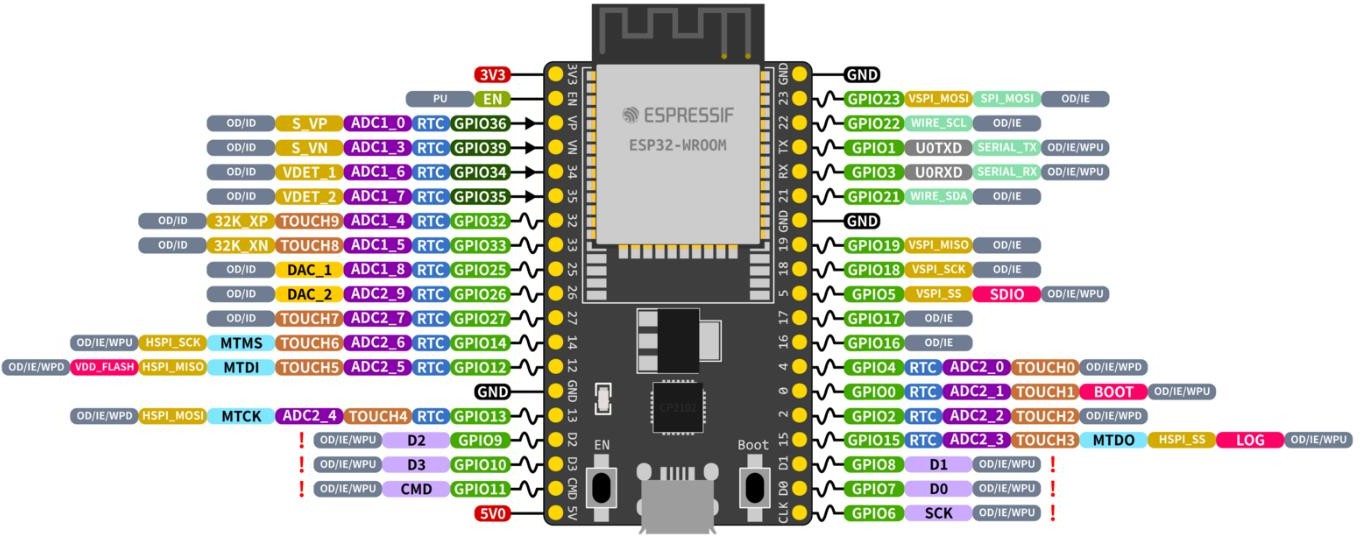 3V3 3V3 GND GND
PU EN EN 23 GPIO23 VSPI_MOSI SPI_MOSI OD/IE
OD/ID S_VP ADC1_0 RTC GPIO36 VP ESPRESSIF 22 GPIO22 WIRE_SCL OD/IE
OD/ID S_VN ADC1_3 RTC GPIO39 VN ESP32-WROOM TX GPIO1 U0TXD SERIAL_TX OD/IE/WPU
OD/ID VDET_1 ADC1_6 RTC GPIO34 34 RX GPIO3 U0RXD SERIAL_RX OD/IE/WPU
OD/ID VDET_2 ADC1_7 RTC GPIO35 35 21 GPIO21 WIRE_SDA OD/IE
OD/ID 32K_XP TOUCH9 ADC1_4 RTC GPIO32 32 GND GND
OD/ID 32K_XN TOUCH8 ADC1_5 RTC GPIO33 33 19 GPIO19 VSPI_MISO OD/IE
OD/ID DAC_1 ADC1_8 RTC GPIO25 25 18 GPIO18 VSPI_SCK OD/IE
OD/ID DAC_2 ADC2_9 RTC GPIO26 26 5 GPIO5 VSPI_SS SDIO OD/IE/WPU
OD/ID TOUCH7 ADC2_7 RTC GPIO27 27 17 GPIO17 OD/IE
OD/IE/WPU HSPI_SCK MTMS TOUCH6 ADC2_6 RTC GPIO14 14 16 GPIO16 OD/IE
OD/IE/WPD VDD_FLASH HSPI_MISO MTDI TOUCH5 ADC2_5 RTC GPIO12 12 4 GPIO4 RTC ADC2_0 TOUCH0 OD/IE/WPD
GND GND 0 GPIO0 RTC ADC2_1 TOUCH1 BOOT OD/IE/WPU
OD/IE/WPD HSPI_MOSI MTCK ADC2_4 TOUCH4 RTC GPIO13 13 CP2102 2 GPIO2 RTC ADC2_2 TOUCH2 OD/IE/WPD
! OD/IE/WPU D2 GPIO9 D2 EN Boot 15 GPIO15 RTC ADC2_3 TOUCH3 MTDO HSPI_SS LOG OD/IE/WPU
! OD/IE/WPU D3 GPIO10 D3 D1 GPIO8 D1 OD/IE/WPU !
! OD/IE/WPU CMD GPIO11 CMD D0 GPIO7 D0 OD/IE/WPU !
5V0 5V CLK GPIO6 SCK OD/IE/WPU !